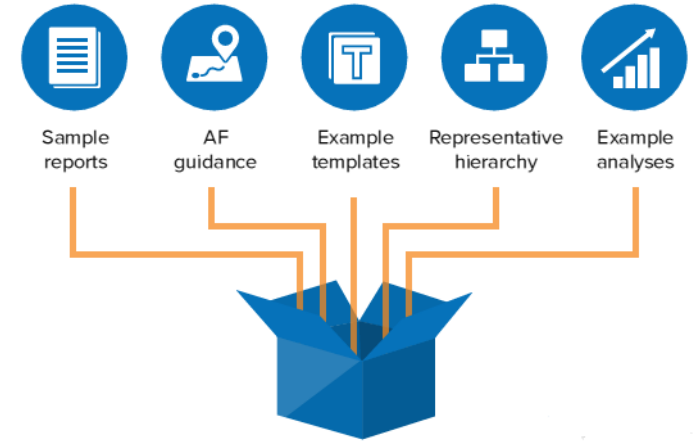 Sample
reports
AF
guidance
T
Example
templates
Representative
hierarchy
Example
analyses